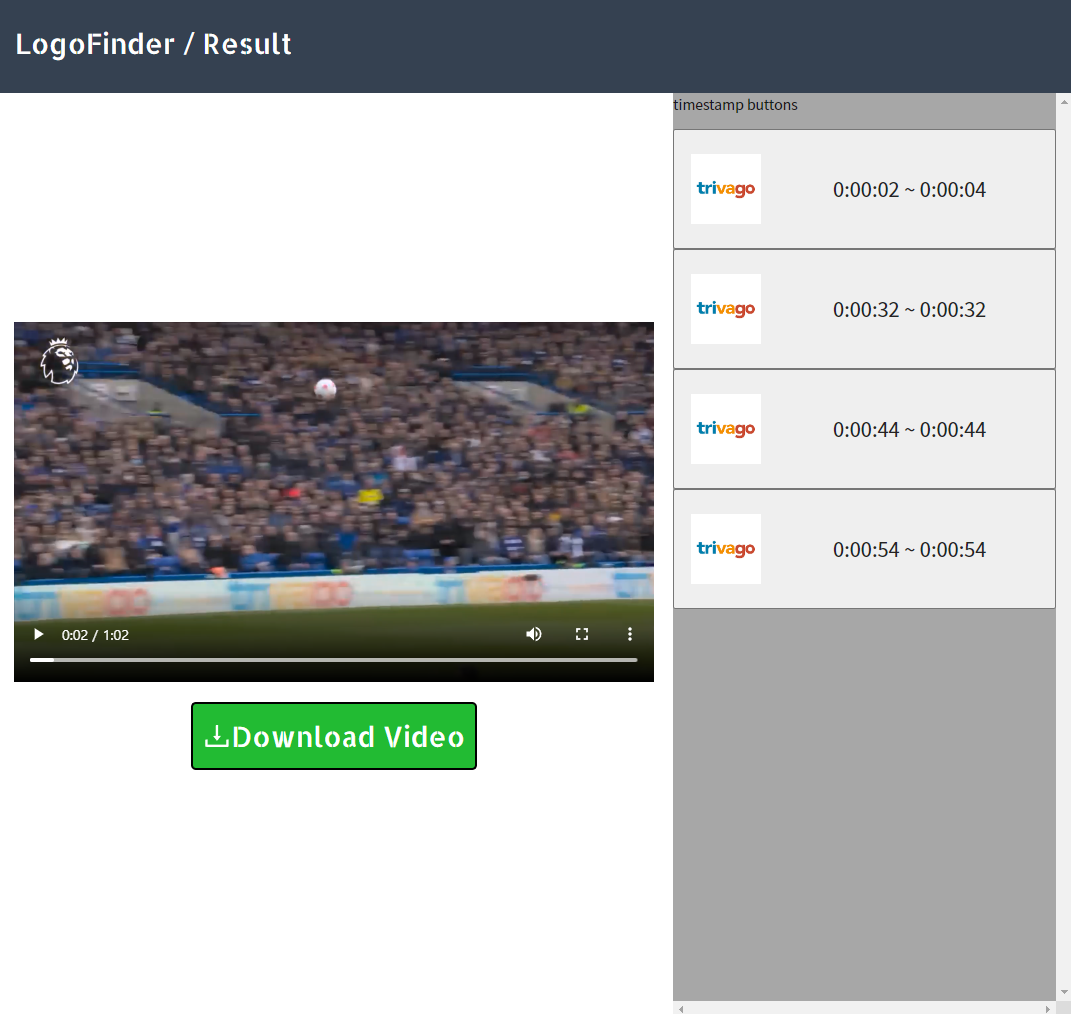 LogoFinder / Result
timestamp buttons
trivago
0:00:02 ~ 0:00:04
trivago
0:00:32 ~ 0:00:32
trivago
0:00:44 ~ 0:00:44
trivago
0:00:54 ~ 0:00:54
0:02 / 1:02
Download Video